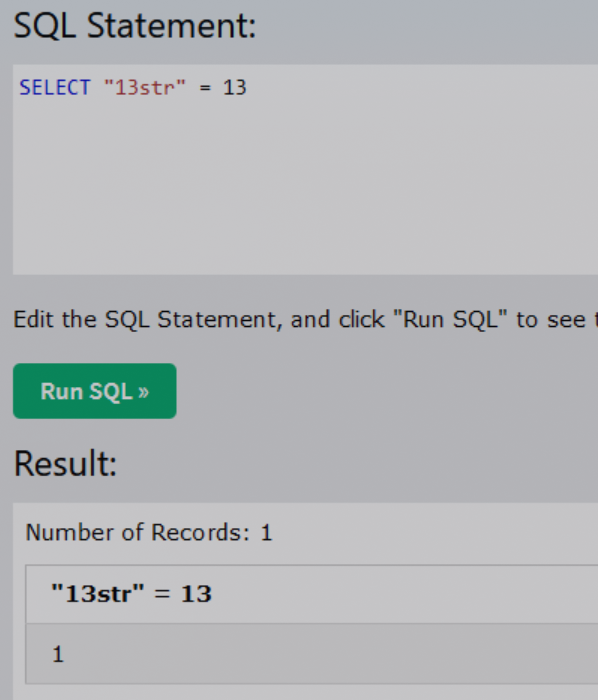 SQL Statement:
SELECT "13str" = 13
Edit the SQL Statement, and click "Run SQL" to see
Run SQL »
Result:
Number of Records: 1
"13str" = 13
1